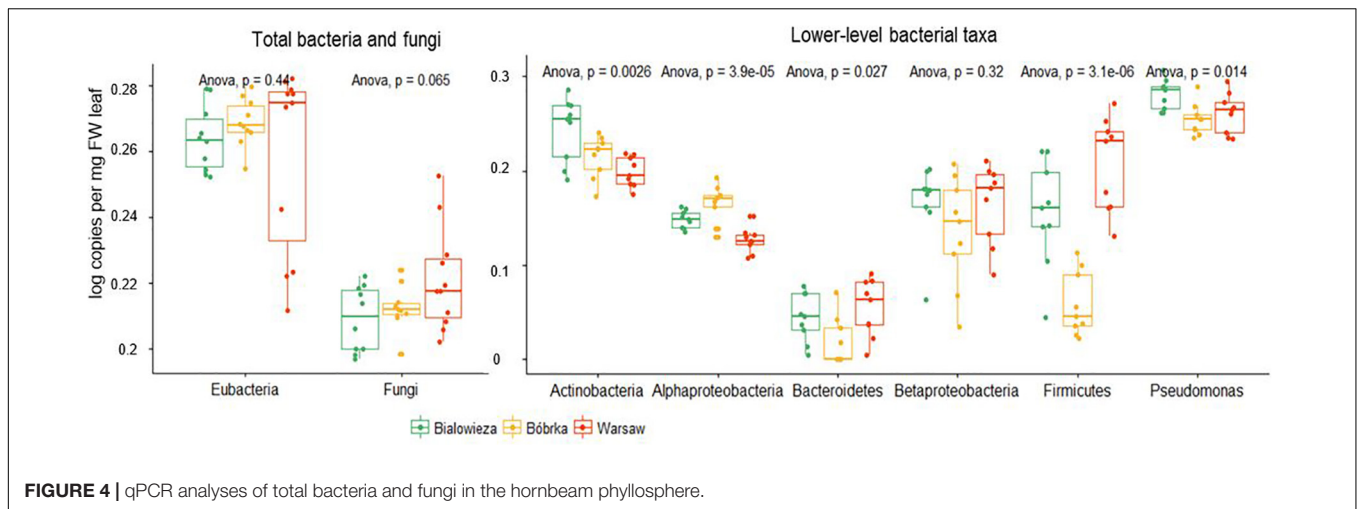 Total bacteria and fungi
Lower-level bacterial taxa
Anova, p = 0.44
Anova, p = 0.065
Anova, p = 0.0026
Anova, p = 3.9e-05
Anova, p = 0.027
Anova, p = 0.32
Anova, p = 3.1e-06
Anova, p = 0.014
log copies per mg FW leaf
0.28
0.26
0.24
0.22
0.2
0.3
0.2
0.1
0
Eubacteria
Fungi
Actinobacteria
Alphaproteobacteria
Bacteroidetes
Betaproteobacteria
Firmicutes
Pseudomonas
Bialowieza
Bóbrka
Warsaw
FIGURE 4 | qPCR analyses of total bacteria and fungi in the hornbeam phyllosphere.